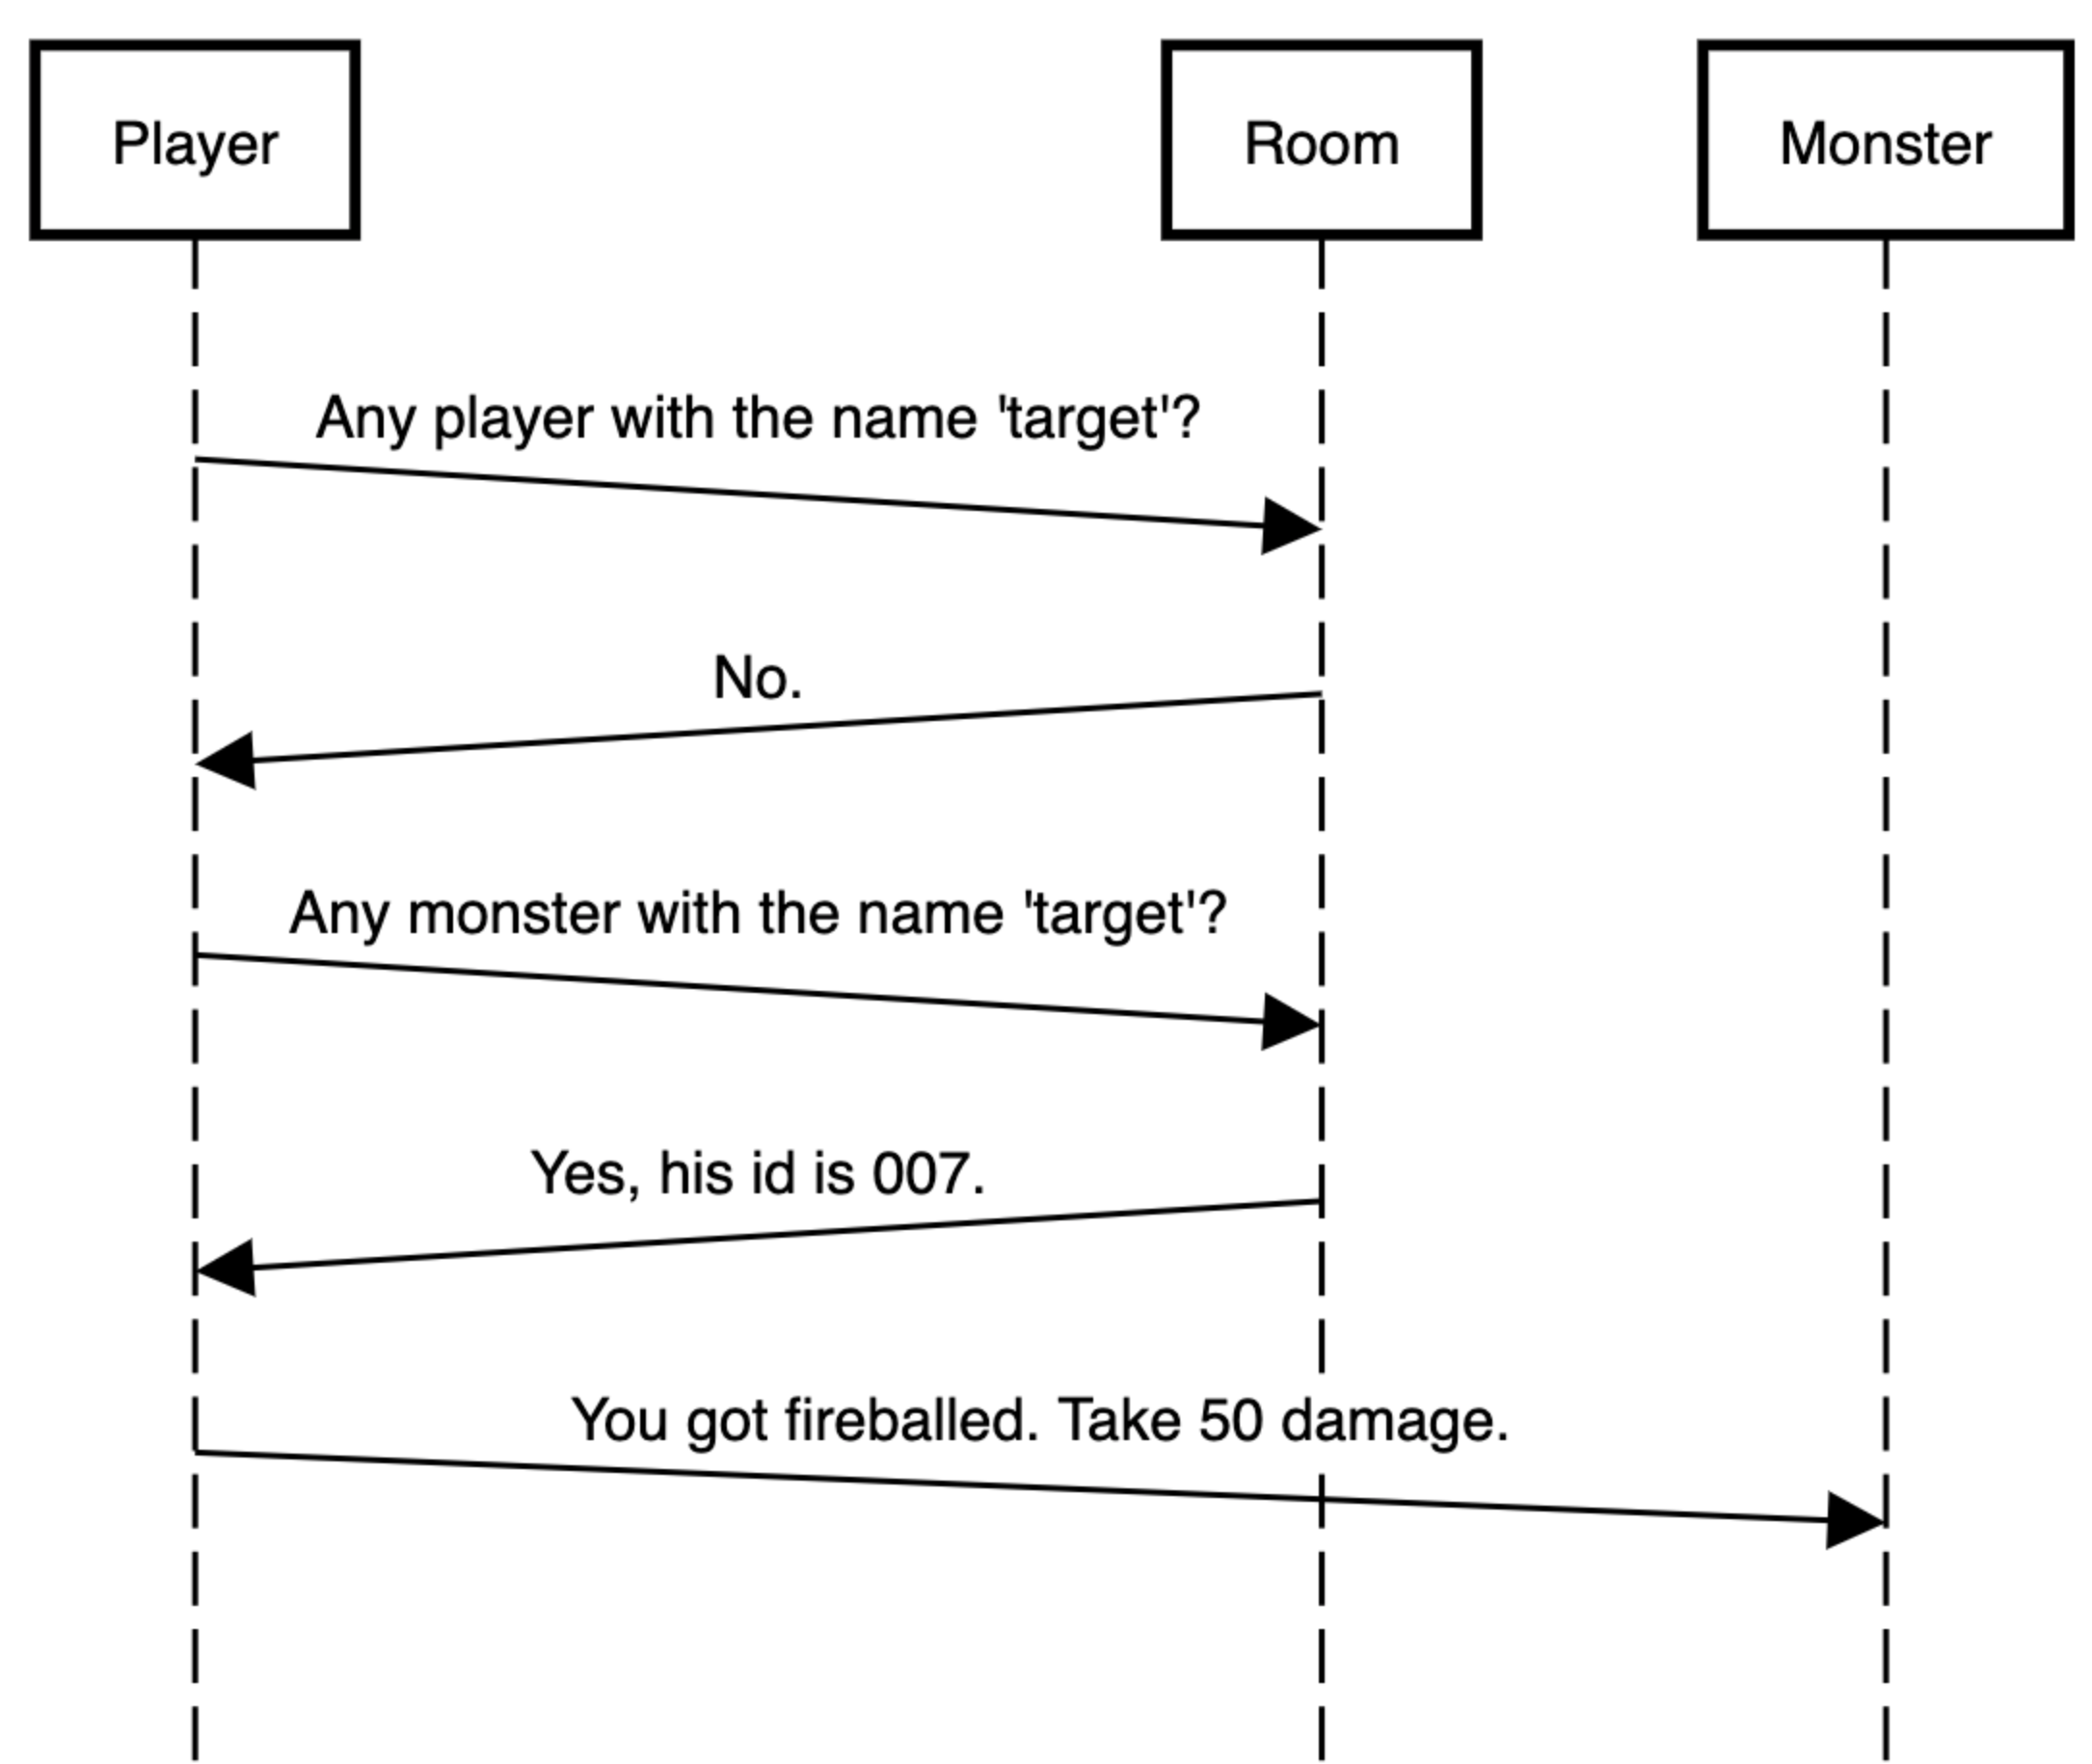 Player
Room
Monster
Any player with the name 'target'?
No.
Any monster with the name 'target'?
Yes, his id is 007.
You got fireballed. Take 50 damage.